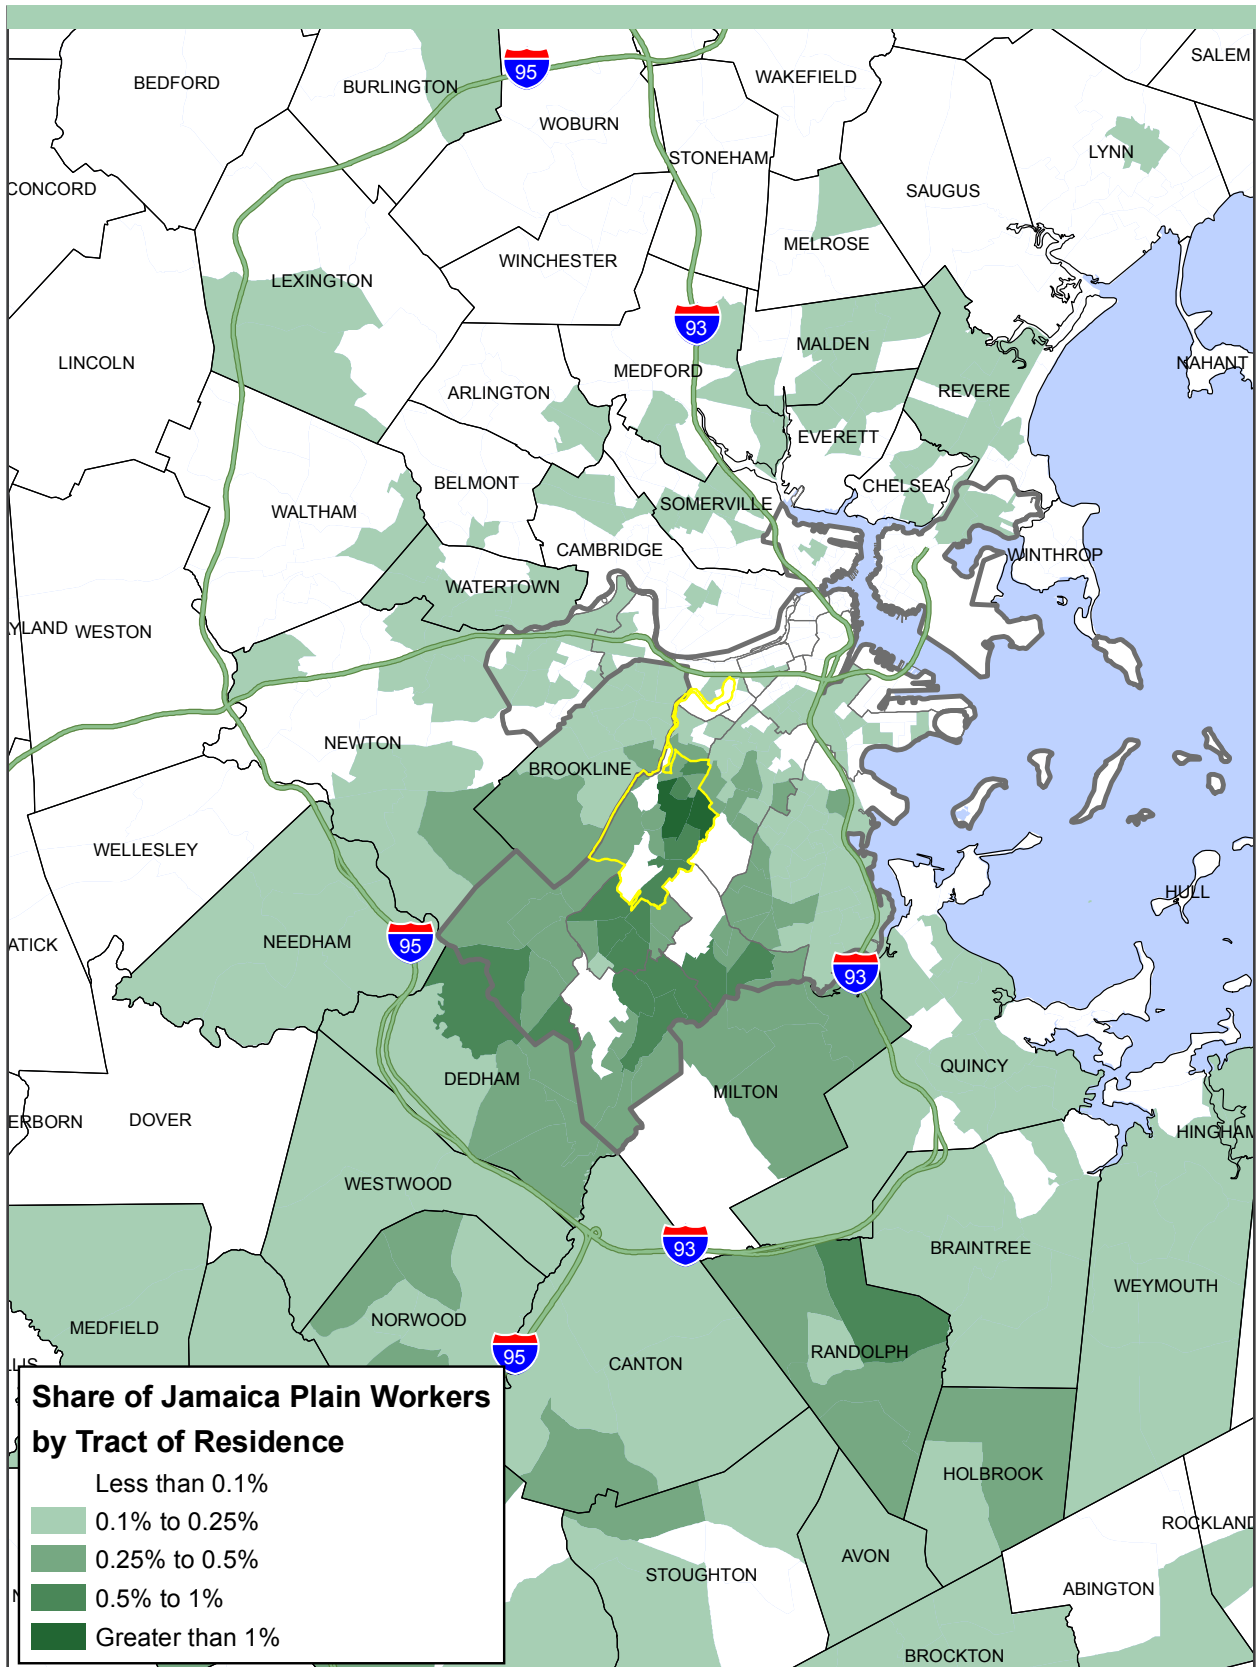 SALEM
95
BEDFORD
BURLINGTON
WAKEFIELD
WOBURN
STONEHAM
LYNN
CONCORD
SAUGUS
MELROSE
WINCHESTER
LEXINGTON
93
MALDEN
LINCOLN
NAHANT
MEDFORD
ARLINGTON
REVERE
EVERETT
BELMONT
CHELSEA
SOMERVILLE
WALTHAM
CAMBRIDGE
WINTHROP
WATERTOWN
YLAND
WESTON
NEWTON
BROOKLINE
WELLESLEY
HULL
NEEDHAM
ATICK
95
93
QUINCY
DEDHAM
MILTON
ERBORN
DOVER
HINGHAM
WESTWOOD
93
BRAINTREE
WEYMOUTH
NORWOOD
MEDFIELD
RANDOLPH
95
CANTON
Share of Jamaica Plain Workers
by Tract of Residence
Less than 0.1%
0.1% to 0.25%
0.25% to 0.5%
0.5% to 1%
Greater than 1%
HOLBROOK
ROCKLAND
AVON
STOUGHTON
ABINGTON
BROCKTON